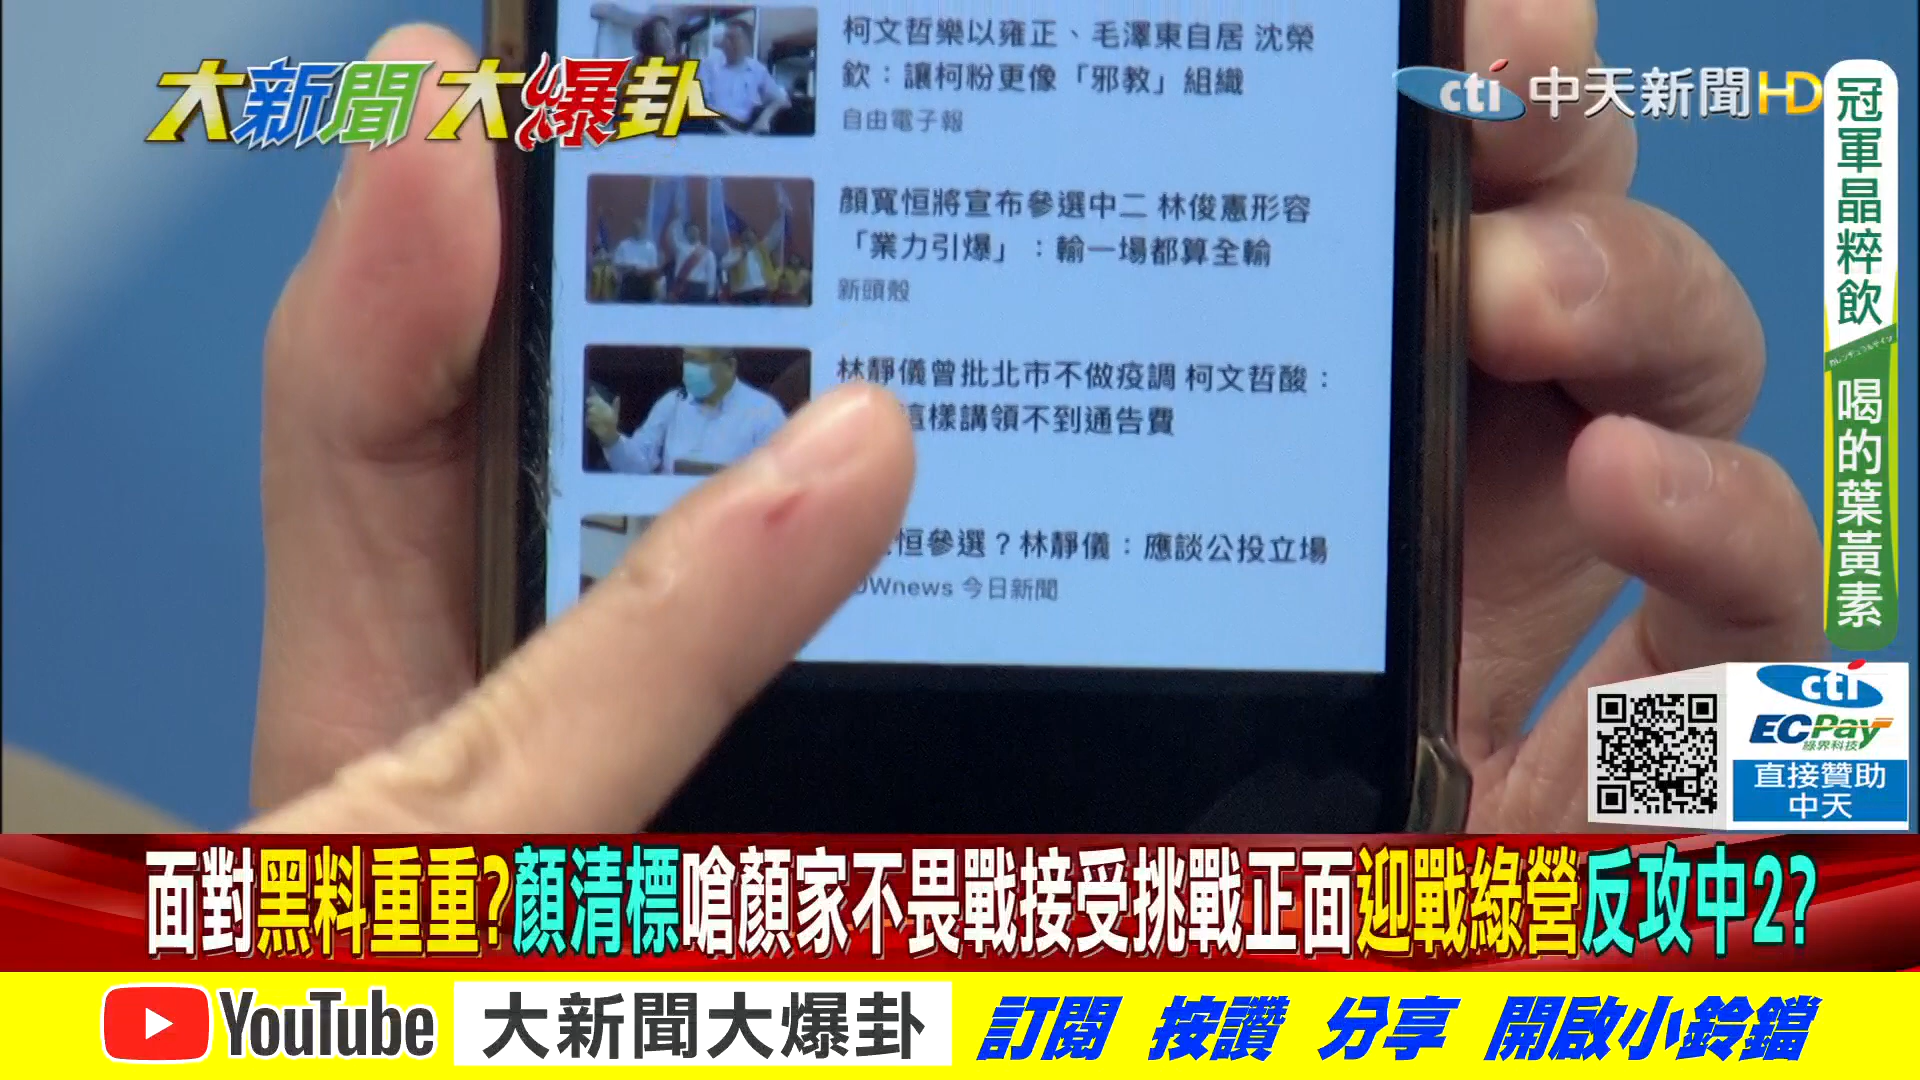 大新聞大爆卦
柯文哲樂以雍正、毛澤東自居 沈榮
欽：讓柯粉更像「邪教」組織
自由電子報
顏寬恒將宣布參選中二 林俊憲形容
「業力引爆」：輸一場都算全輸
新頭殼
林靜儀曾批北市不做疫調 柯文哲酸：
這樣講領不到通告費
恒參選？林靜儀：應談公投立場
OWnews 今日新聞
cti 中天新聞HD
冠軍晶粹飲
喝的葉黃素
cti
ECPay
綠界科技
直接贊助
中天
面對黑料重重?顏清標嗆顏家不畏戰接受挑戰正面迎戰綠營反攻中2?
YouTube 大新聞大爆卦 訂閱 按讚 分享 開啟小鈴鐺